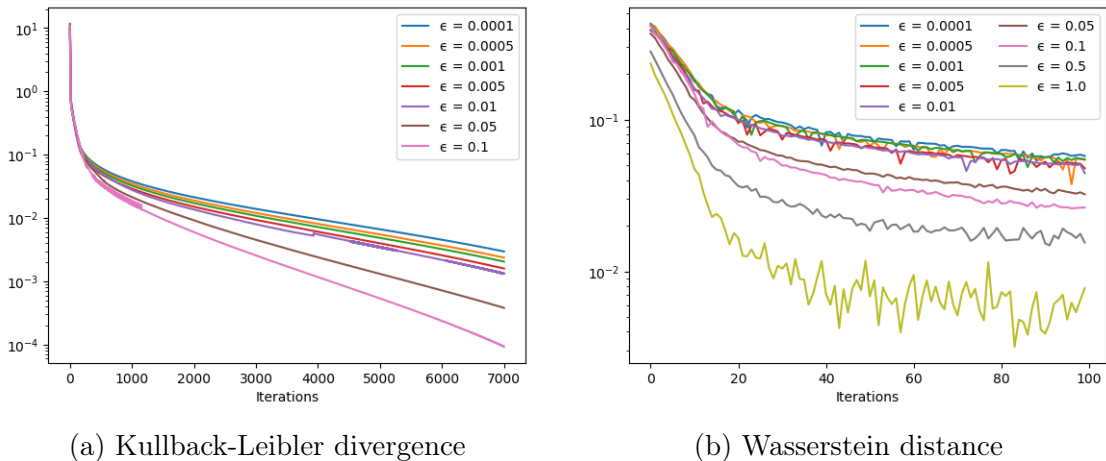 10¹
10⁰
10⁻¹
10⁻²
10⁻³
10⁻⁴
0 1000 2000 3000 4000 5000 6000 7000
Iterations
ϵ = 0.0001
ϵ = 0.0005
ϵ = 0.001
ϵ = 0.005
ϵ = 0.01
ϵ = 0.05
ϵ = 0.1
(a) Kullback-Leibler divergence
10⁻¹
10⁻²
0 20 40 60 80 100
Iterations
ϵ = 0.0001
ϵ = 0.0005
ϵ = 0.001
ϵ = 0.005
ϵ = 0.01
ϵ = 0.05
ϵ = 0.1
ϵ = 0.5
ϵ = 1.0
(b) Wasserstein distance